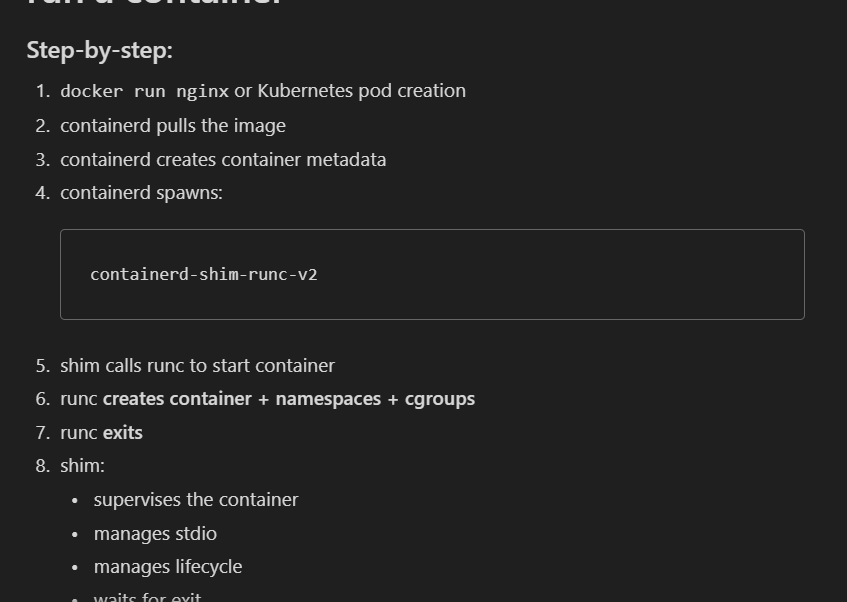 run a container
Step-by-step:
1. docker run nginx or Kubernetes pod creation
2. containerd pulls the image
3. containerd creates container metadata
4. containerd spawns:
containerd-shim-runc-v2
5. shim calls runc to start container
6. runc creates container + namespaces + cgroups
7. runc exits
8. shim:
• supervises the container
• manages stdio
• manages lifecycle
• waits for exit